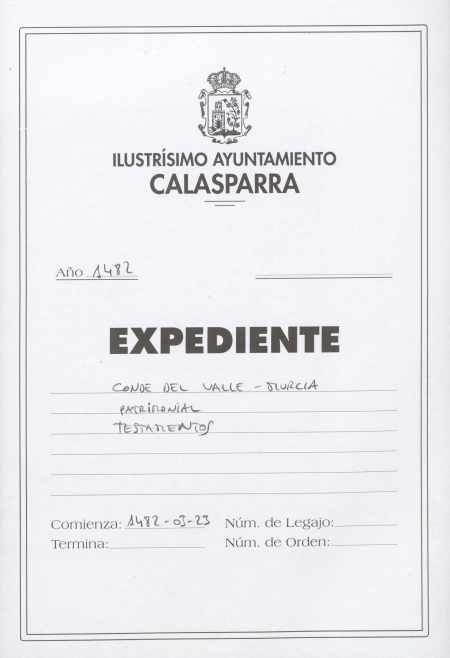 ILUSTRÍSIMO AYUNTAMIENTO
CALASPARRA
Año 1482
EXPEDIENTE
CONDE DEL VALLE - MURCIA
PATRIMONIAL
TESTAMENTOS
Comienza: 1482-03-23 Núm. de Legajo:
Termina: Núm. de Orden: